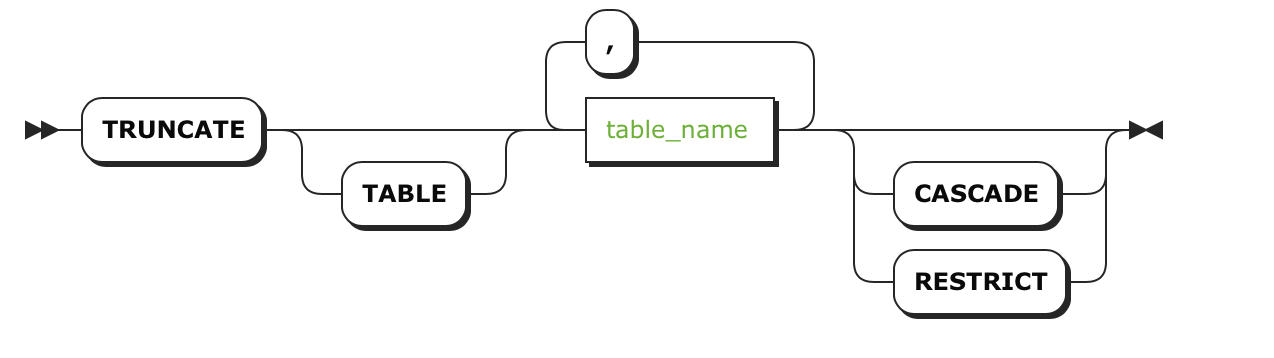 ,
TRUNCATE
table_name
TABLE
CASCADE
RESTRICT